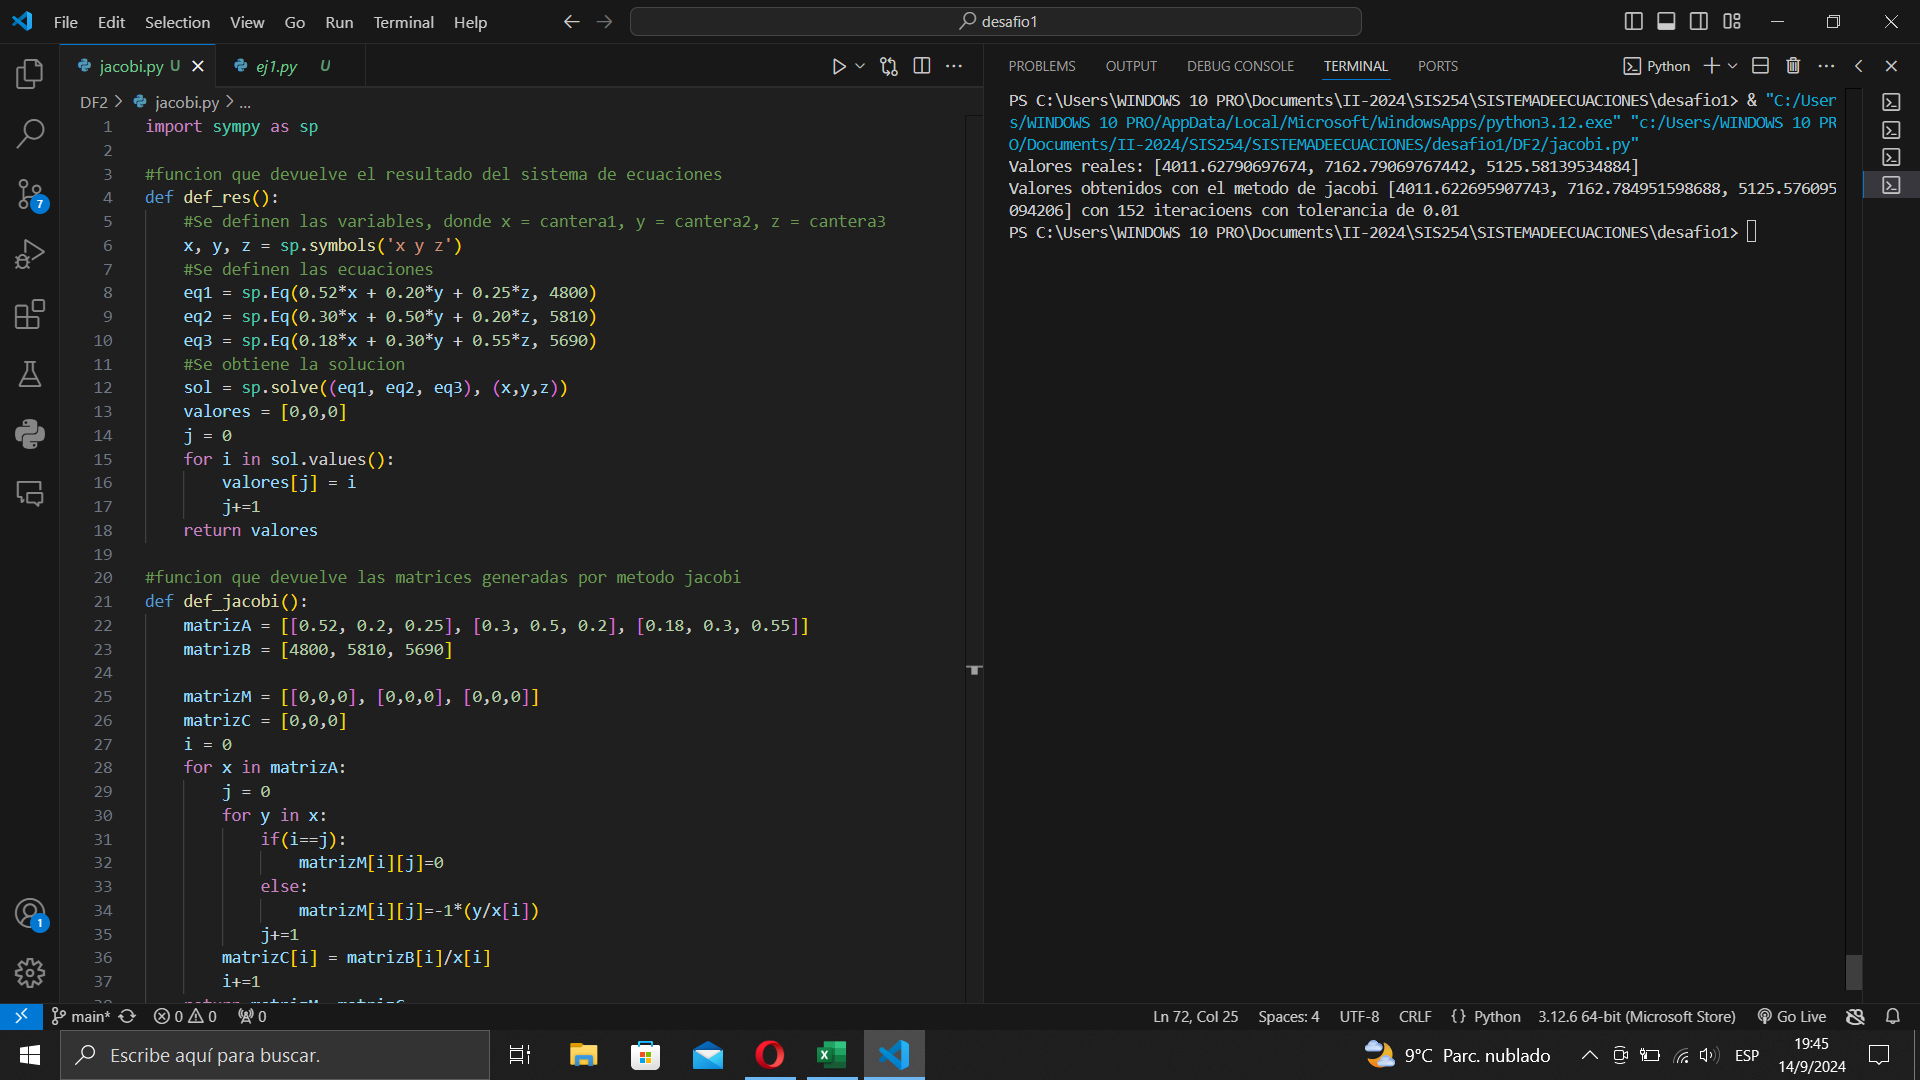 File Edit Selection View Go Run Terminal Help
desafio1
jacobi.py U
ej1.py U
DF2 > jacobi.py > ...
1 import sympy as sp
2
3 #funcion que devuelve el resultado del sistema de ecuaciones
4 def def_res():
5 #Se definen las variables, donde x = cantera1, y = cantera2, z = cantera3
6 x, y, z = sp.symbols('x y z')
7 #Se definen las ecuaciones
8 eq1 = sp.Eq(0.52*x + 0.20*y + 0.25*z, 4800)
9 eq2 = sp.Eq(0.30*x + 0.50*y + 0.20*z, 5810)
10 eq3 = sp.Eq(0.18*x + 0.30*y + 0.55*z, 5690)
11 #Se obtiene la solucion
12 sol = sp.solve((eq1, eq2, eq3), (x,y,z))
13 valores = [0,0,0]
14 j = 0
15 for i in sol.values():
16 valores[j] = i
17 j+=1
18 return valores
19
20 #funcion que devuelve las matrices generadas por metodo jacobi
21 def def_jacobi():
22 matrizA = [[0.52, 0.2, 0.25], [0.3, 0.5, 0.2], [0.18, 0.3, 0.55]]
23 matrizB = [4800, 5810, 5690]
24
25 matrizM = [[0,0,0], [0,0,0], [0,0,0]]
26 matrizC = [0,0,0]
27 i = 0
28 for x in matrizA:
29 j = 0
30 for y in x:
31 if(i==j):
32 matrizM[i][j]=0
33 else:
34 matrizM[i][j]=-1*(y/x[i])
35 j+=1
36 matrizC[i] = matrizB[i]/x[i]
37 i+=1
PROBLEMS OUTPUT DEBUG CONSOLE TERMINAL PORTS
Python
PS C:\Users\WINDOWS 10 PRO\Documents\II-2024\SIS254\SISTEMADEECUACIONES\desafio1> & "C:/User
s/WINDOWS 10 PRO/AppData/Local/Microsoft/WindowsApps/python3.12.exe" "c:/Users/WINDOWS 10 PR
O/Documents/II-2024/SIS254/SISTEMADEECUACIONES/desafio1/DF2/jacobi.py"
Valores reales: [4011.62790697674, 7162.79069767442, 5125.58139534884]
Valores obtenidos con el metodo de jacobi [4011.622695907743, 7162.784951598688, 5125.576095
094206] con 152 iteracioens con tolerancia de 0.01
PS C:\Users\WINDOWS 10 PRO\Documents\II-2024\SIS254\SISTEMADEECUACIONES\desafio1>
7
1
main* 0 0 0
Ln 72, Col 25 Spaces: 4 UTF-8 CRLF {} Python 3.12.6 64-bit (Microsoft Store) Go Live
Escribe aquí para buscar.
9°C Parc. nublado
ESP
19:45
14/9/2024